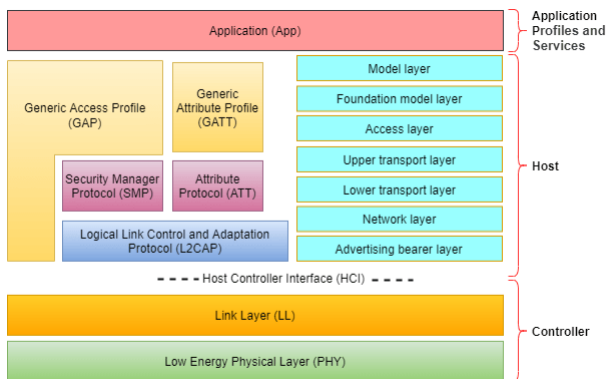 Application (App)
Application
Profiles and
Services
Generic Access Profile
(GAP)
Generic
Attribute Profile
(GATT)
Security Manager
Protocol (SMP)
Attribute
Protocol (ATT)
Logical Link Control and Adaptation
Protocol (L2CAP)
Model layer
Foundation model layer
Access layer
Upper transport layer
Lower transport layer
Network layer
Advertising bearer layer
Host
Host Controller Interface (HCI)
Link Layer (LL)
Low Energy Physical Layer (PHY)
Controller